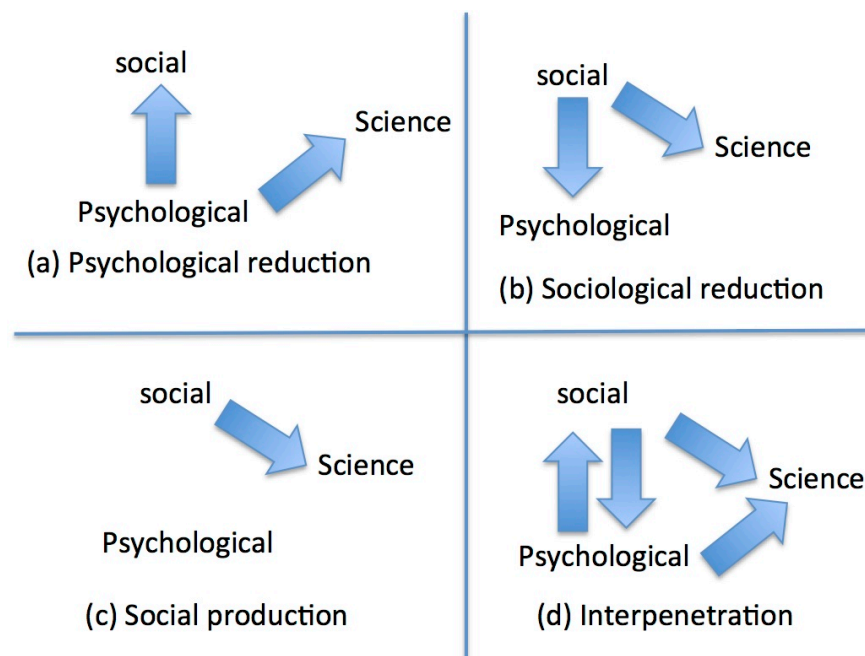 social
Science
Psychological
(a) Psychological reduction
social
Science
Psychological
(b) Sociological reduction
social
Science
Psychological
(c) Social production
social
Science
Psychological
(d) Interpenetration